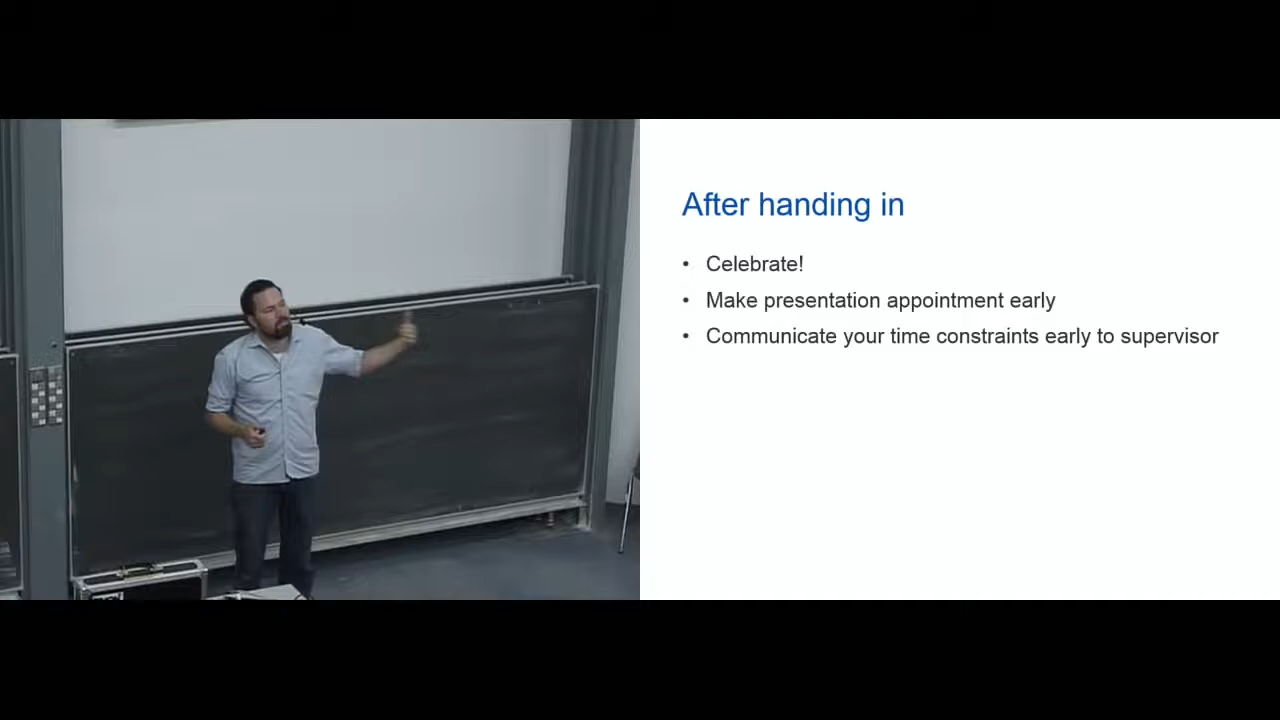 After handing in
• Celebrate!
• Make presentation appointment early
• Communicate your time constraints early to supervisor